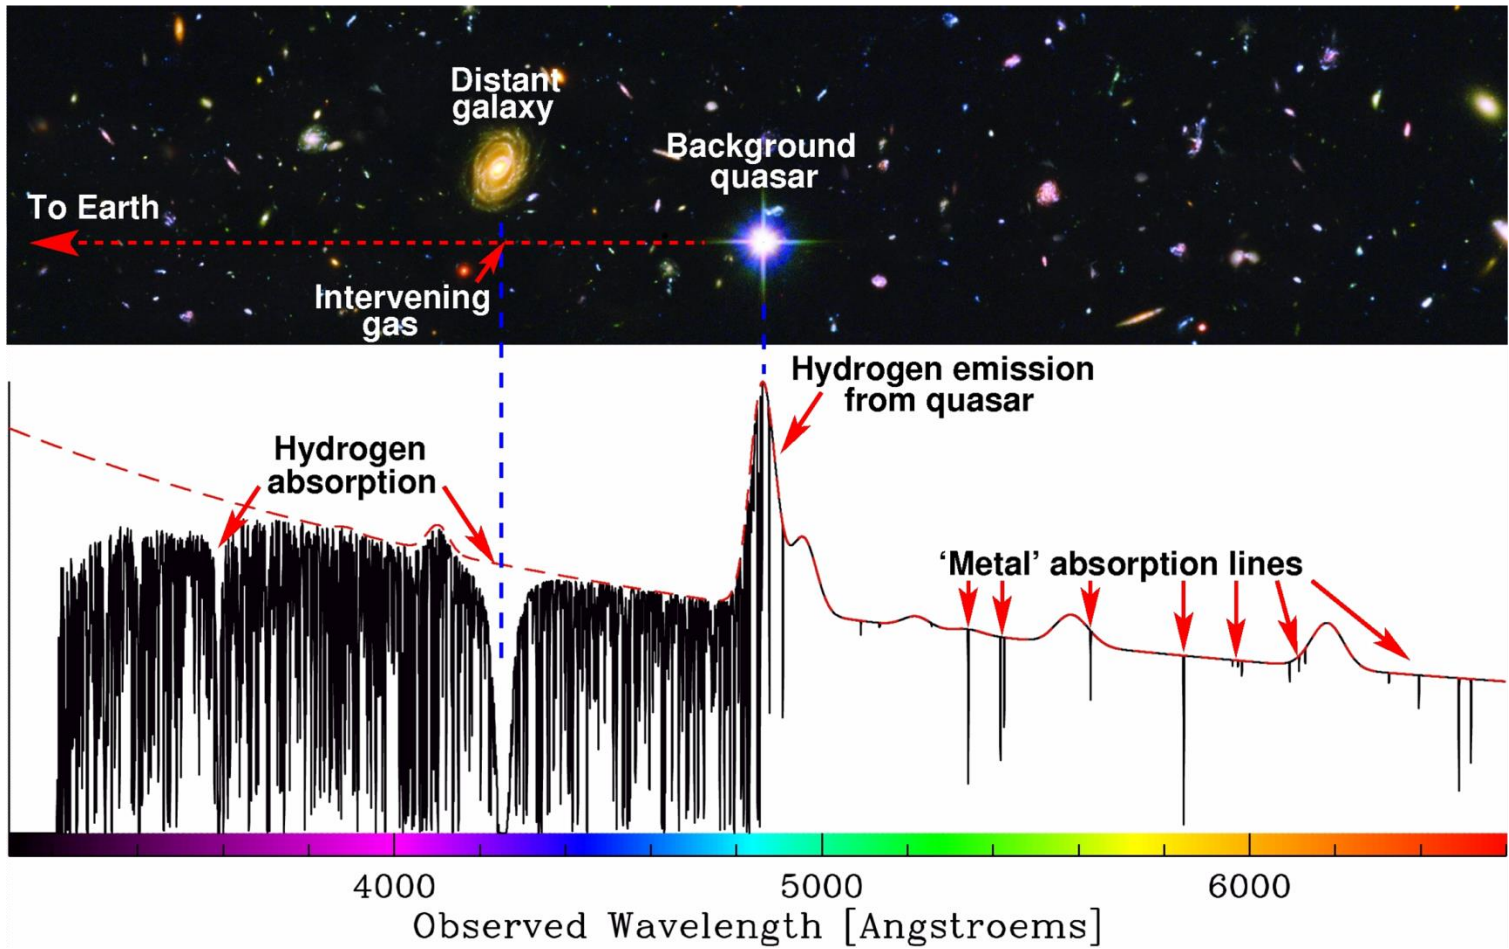 Distant
galaxy
Background
quasar
To Earth
Intervening
gas
Hydrogen emission
from quasar
Hydrogen
absorption
‘Metal’ absorption lines
4000
5000
6000
Observed Wavelength [Angstroems]